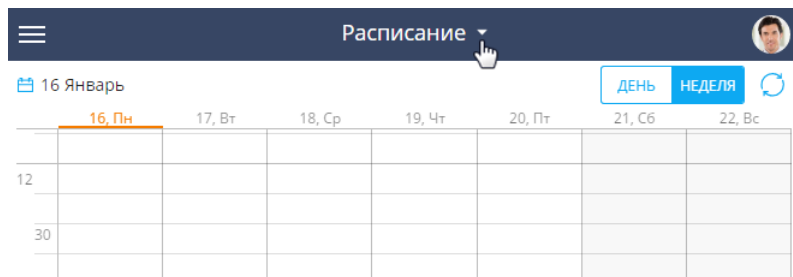 Расписание
16 Январь ДЕНЬ НЕДЕЛЯ
16, Пн 17, Вт 18, Ср 19, Чт 20, Пт 21, Сб 22, Вс
12
30